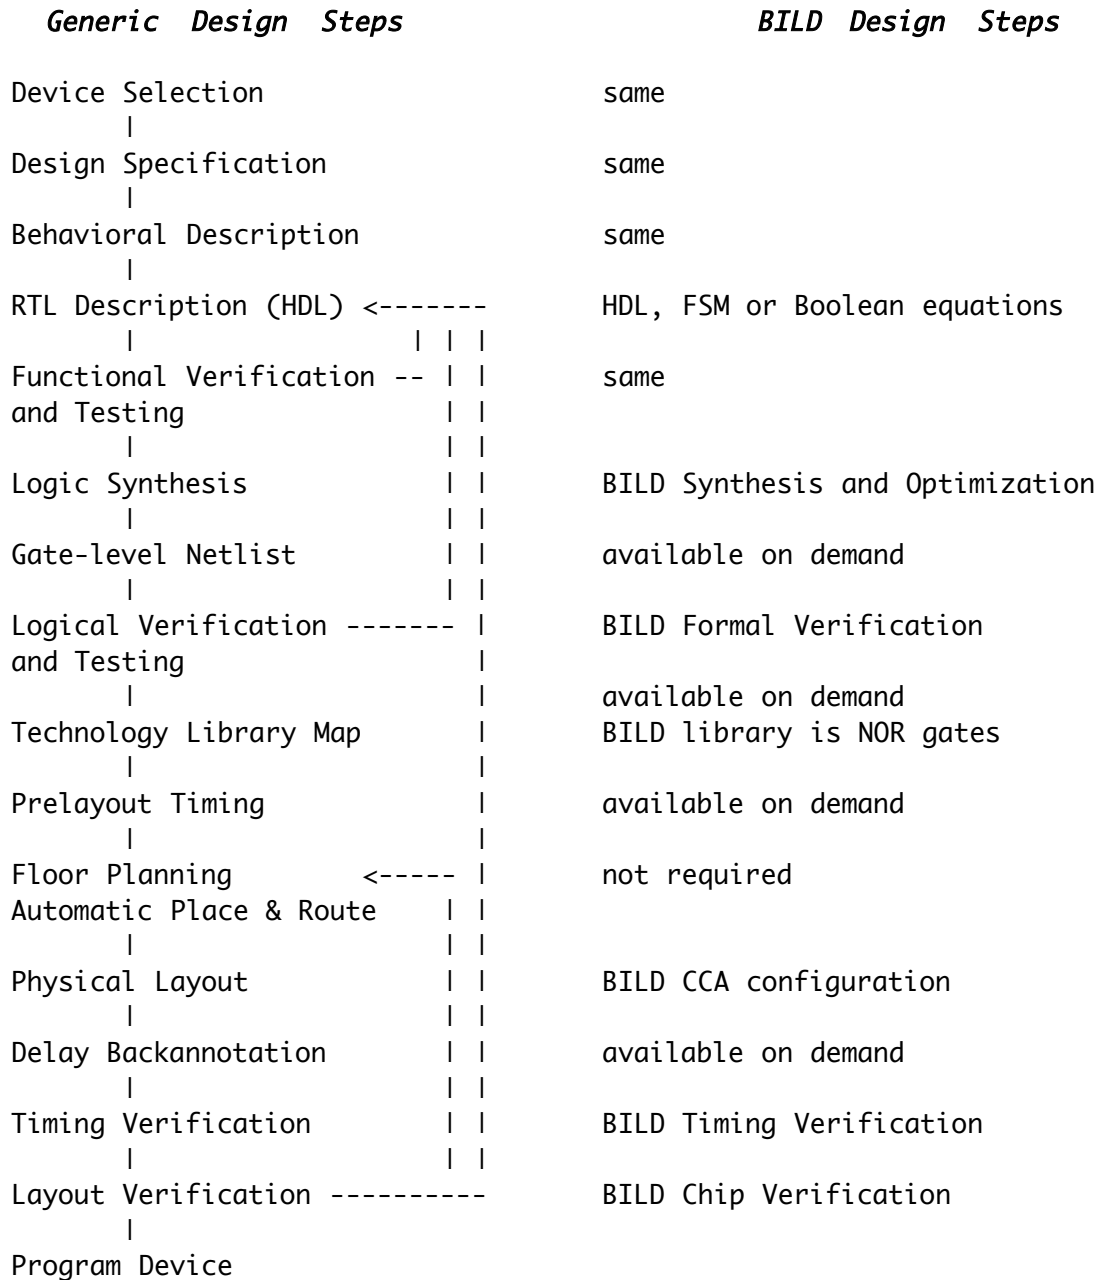 Generic Design Steps BILD Design Steps
Device Selection same
|
Design Specification same
|
Behavioral Description same
|
RTL Description (HDL) <------- HDL, FSM or Boolean equations
| | | |
Functional Verification -- | | same
and Testing | |
| | |
Logic Synthesis | | BILD Synthesis and Optimization
| | |
Gate-level Netlist | | available on demand
| | |
Logical Verification ------- | BILD Formal Verification
and Testing |
| | available on demand
Technology Library Map | BILD library is NOR gates
| |
Prelayout Timing | available on demand
| |
Floor Planning <----- | not required
Automatic Place & Route | |
| | |
Physical Layout | | BILD CCA configuration
| | |
Delay Backannotation | | available on demand
| | |
Timing Verification | | BILD Timing Verification
| | |
Layout Verification ---------- BILD Chip Verification
|
Program Device